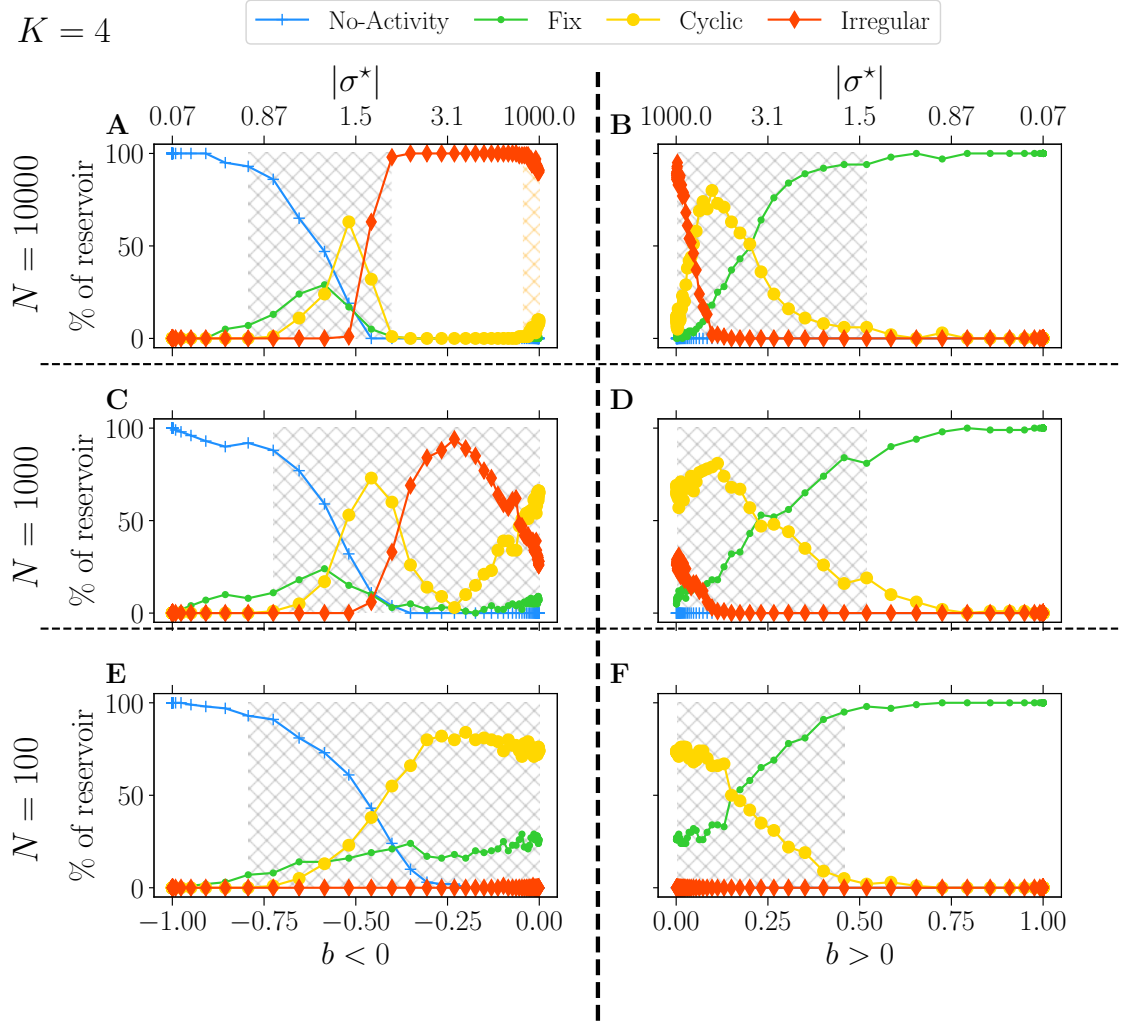 K = 4
No-Activity Fix Cyclic Irregular
|σ⋆| |σ⋆|
0.07 0.87 1.5 3.1 1000.0 1000.0 3.1 1.5 0.87 0.07
A B
N = 10000
% of reservoir
100
50
0
C D
N = 1000
% of reservoir
100
50
0
E F
N = 100
% of reservoir
100
50
0
−1.00 −0.75 −0.50 −0.25 0.00 0.00 0.25 0.50 0.75 1.00
b < 0 b > 0